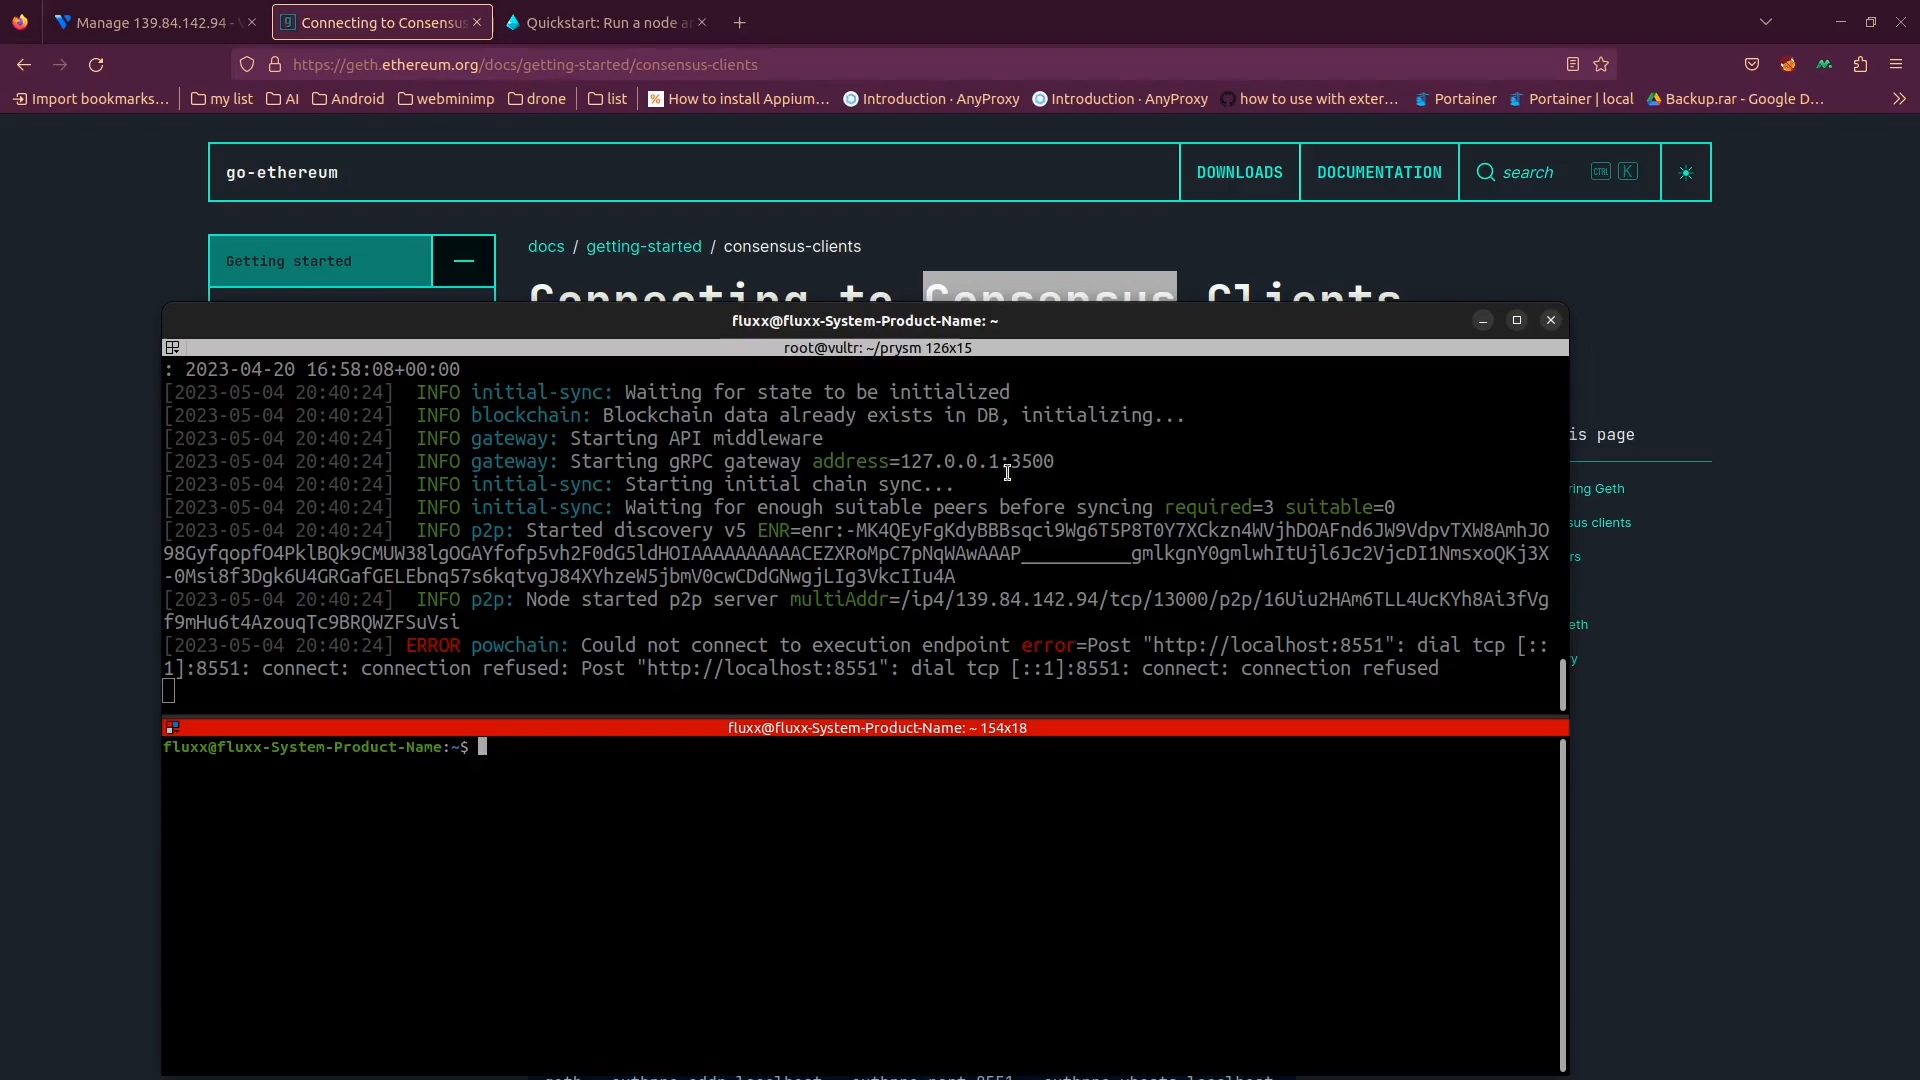 Manage 139.84.142.94 -
Connecting to Consensus
Quickstart: Run a node a
https://geth.ethereum.org/docs/getting-started/consensus-clients
Import bookmarks... my list AI Android webminimp drone list How to install Appium... Introduction · AnyProxy Introduction · AnyProxy how to use with exter... Portainer Portainer | local Backup.rar - Google D...
go-ethereum DOWNLOADS DOCUMENTATION search CTRL K
docs / getting-started / consensus-clients
Getting started
Connecting to Consensus Clients
fluxx@fluxx-System-Product-Name: ~
root@vultr: ~/prysm 126x15
: 2023-04-20 16:58:08+00:00
[2023-05-04 20:40:24] INFO initial-sync: Waiting for state to be initialized
[2023-05-04 20:40:24] INFO blockchain: Blockchain data already exists in DB, initializing...
[2023-05-04 20:40:24] INFO gateway: Starting API middleware
[2023-05-04 20:40:24] INFO gateway: Starting gRPC gateway address=127.0.0.1:3500
[2023-05-04 20:40:24] INFO initial-sync: Starting initial chain sync...
[2023-05-04 20:40:24] INFO initial-sync: Waiting for enough suitable peers before syncing required=3 suitable=0
[2023-05-04 20:40:24] INFO p2p: Started discovery v5 ENR=enr:-MK4QEyFgKdyBBBsqci9Wg6T5P8T0Y7XCkzn4WVjhDOAFnd6JW9VdpvTXW8AmhJO
98GyfqopfO4PklBQk9CMUW38lgOGAYfofp5vh2F0dG5ldHOIAAAAAAAAAACEZXRoMpC7pNqWAwAAAP__________gmlkgnY0gmlwhItUjl6Jc2VjcDI1NmsxoQKj3X
-0Msi8f3Dgk6U4GRGafGELEbnq57s6kqtvgJ84XYhzeW5jbmV0cwCDdGNwgjLIg3VkcIIu4A
[2023-05-04 20:40:24] INFO p2p: Node started p2p server multiAddr=/ip4/139.84.142.94/tcp/13000/p2p/16Uiu2HAm6TLL4UcKYh8Ai3fVg
f9mHu6t4AzouqTc9BRQWZFSuVsi
[2023-05-04 20:40:24] ERROR powchain: Could not connect to execution endpoint error=Post "http://localhost:8551": dial tcp [::
1]:8551: connect: connection refused: Post "http://localhost:8551": dial tcp [::1]:8551: connect: connection refused
is page
ring Geth
sus clients
rs
eth
y
fluxx@fluxx-System-Product-Name: ~ 154x18
fluxx@fluxx-System-Product-Name:~$